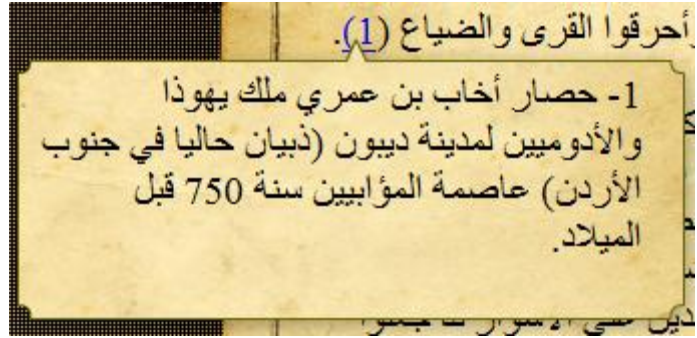 أحرقوا القرى والضياع (1).
1- حصار أخاب بن عمري ملك يهوذا
والأدوميين لمدينة ديبون (ذبيان حاليا في جنوب
الأردن) عاصمة المؤابيين سنة 750 قبل
الميلاد.